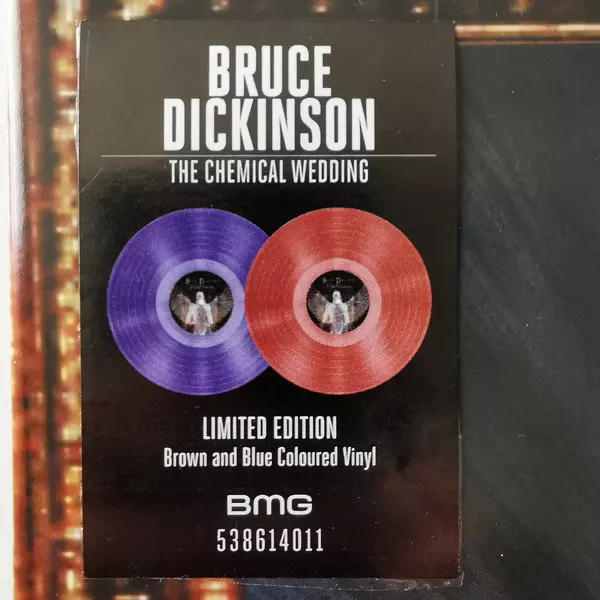 BRUCE
DICKINSON
THE CHEMICAL WEDDING
LIMITED EDITION
Brown and Blue Coloured Vinyl
BMG
538614011